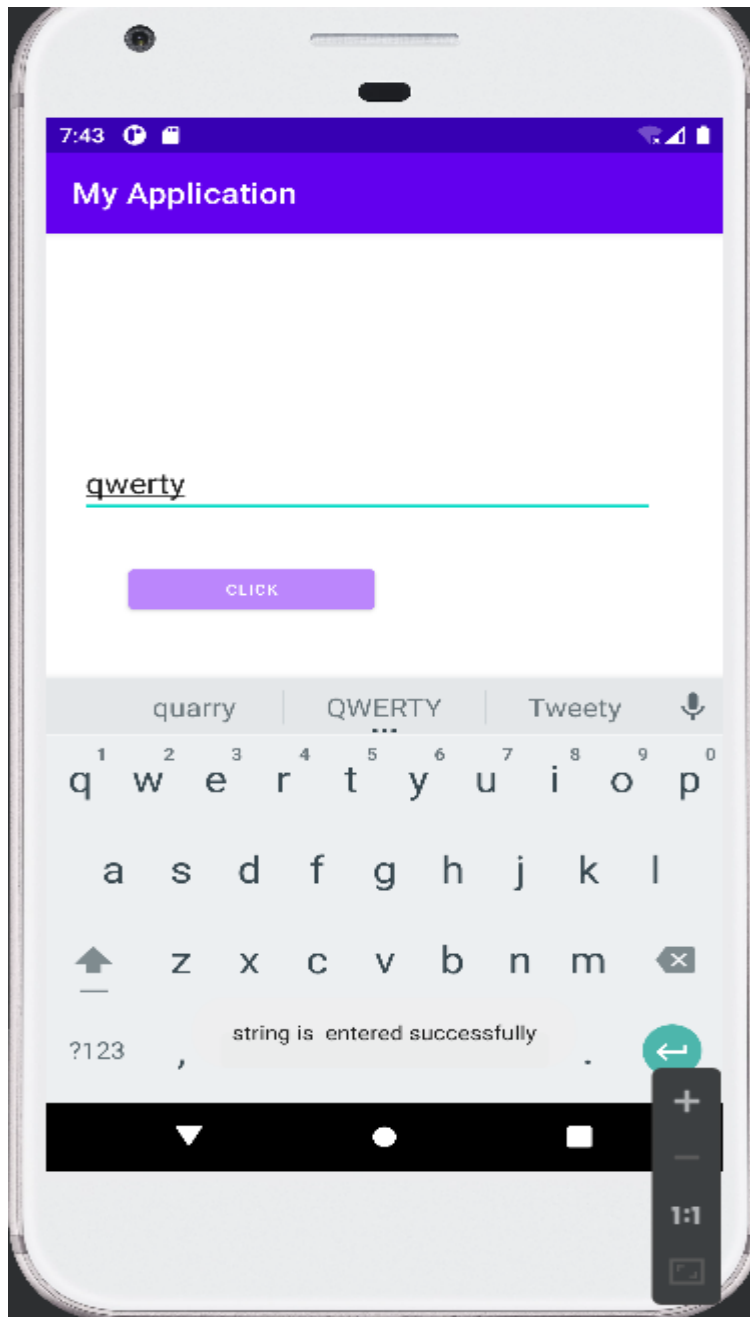 7:43
My Application
qwerty
CLICK
quarry QWERTY Tweety
1 2 3 4 5 6 7 8 9 0
q w e r t y u i o p
a s d f g h j k l
z x c v b n m
?123 , string is entered successfully .
1:1